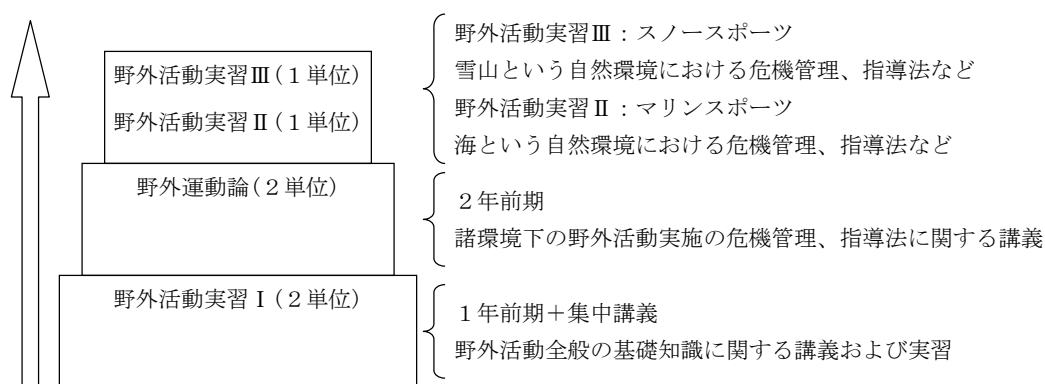 野外活動実習Ⅲ(1単位)
野外活動実習Ⅱ(1単位)
野外活動実習Ⅲ:スノースポーツ
雪山という自然環境における危機管理、指導法など
野外活動実習Ⅱ:マリンスポーツ
海という自然環境における危機管理、指導法など
野外運動論(2単位)
2年前期
諸環境下の野外活動実施の危機管理、指導法に関する講義
野外活動実習Ⅰ(2単位)
1年前期+集中講義
野外活動全般の基礎知識に関する講義および実習